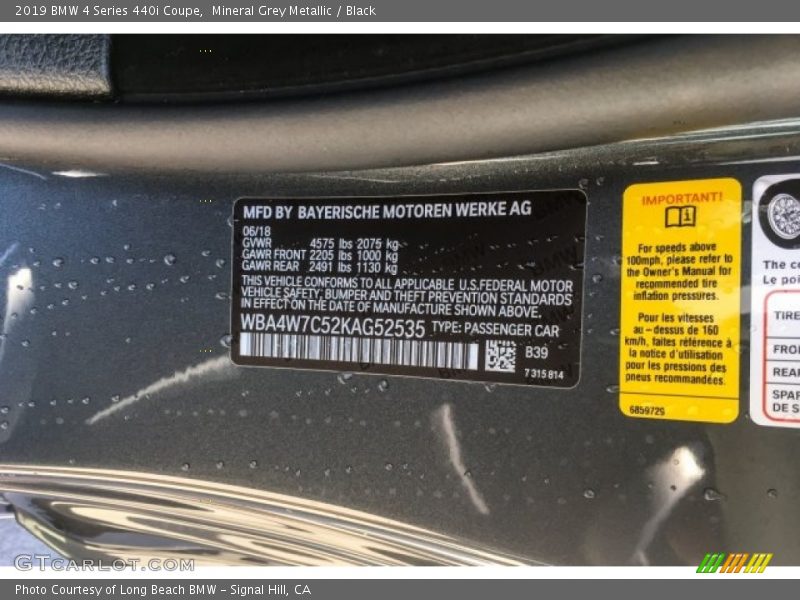 2019 BMW 4 Series 440i Coupe, Mineral Grey Metallic / Black
MFD BY BAYERISCHE MOTOREN WERKE AG
06/18
GVWR 4575 lbs 2075 kg
GAWR FRONT 2205 lbs 1000 kg
GAWR REAR 2491 lbs 1130 kg
THIS VEHICLE CONFORMS TO ALL APPLICABLE U.S.FEDERAL MOTOR
VEHICLE SAFETY, BUMPER AND THEFT PREVENTION STANDARDS
IN EFFECT ON THE DATE OF MANUFACTURE SHOWN ABOVE.
WBA4W7C52KAG52535 TYPE: PASSENGER CAR
B39
7 315 814
IMPORTANT!
For speeds above
100mph, please refer to
the Owner's Manual for
recommended tire
inflation pressures.
Pour les vitesses
au – dessus de 160
km/h, faites référence à
la notice d'utilisation
pour les pressions des
pneus recommandées.
6859729
The ce
Le poi
TIRE
FRO
REA
SPAR
DE S
GTCARLOT.COM
Photo Courtesy of Long Beach BMW - Signal Hill, CA